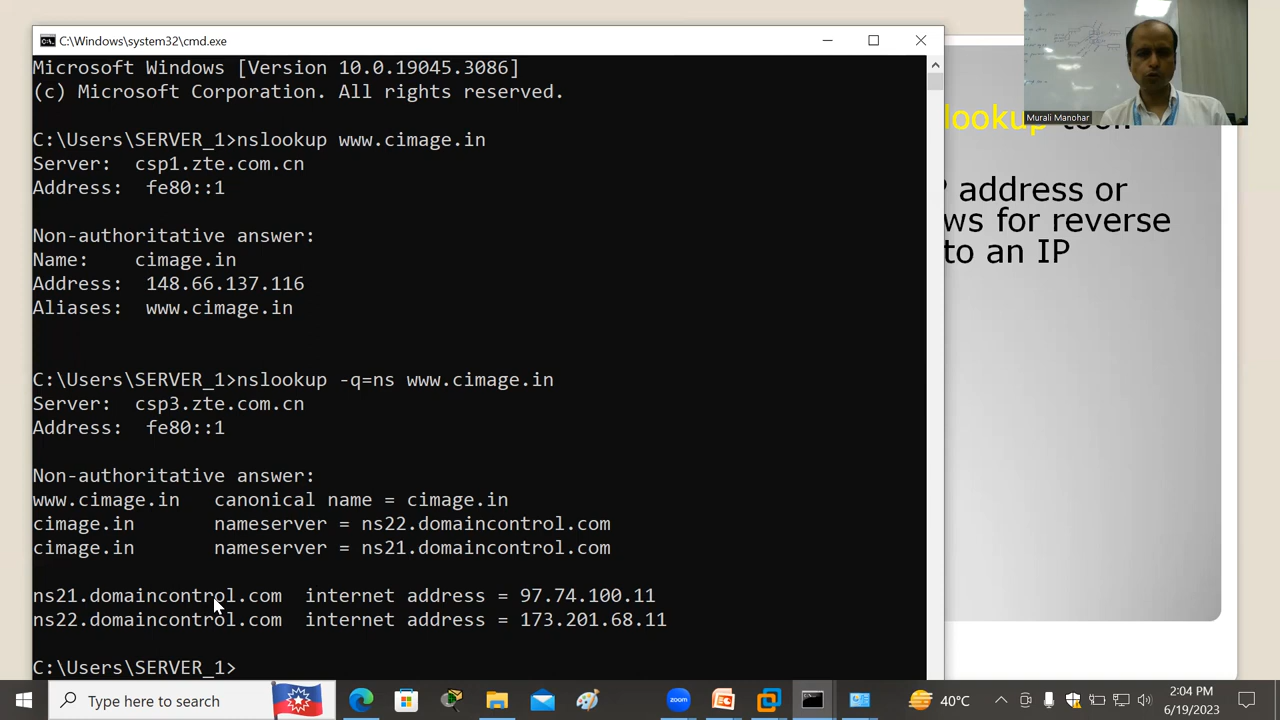 C:\Windows\system32\cmd.exe
Microsoft Windows [Version 10.0.19045.3086]
(c) Microsoft Corporation. All rights reserved.
C:\Users\SERVER_1>nslookup www.cimage.in
Server: csp1.zte.com.cn
Address: fe80::1
Non-authoritative answer:
Name: cimage.in
Address: 148.66.137.116
Aliases: www.cimage.in
C:\Users\SERVER_1>nslookup -q=ns www.cimage.in
Server: csp3.zte.com.cn
Address: fe80::1
Non-authoritative answer:
www.cimage.in canonical name = cimage.in
cimage.in nameserver = ns22.domaincontrol.com
cimage.in nameserver = ns21.domaincontrol.com
ns21.domaincontrol.com internet address = 97.74.100.11
ns22.domaincontrol.com internet address = 173.201.68.11
C:\Users\SERVER_1>
Murali Manohar
lookup
address or
ws for reverse
to an IP
Type here to search
zoom
40°C
2:04 PM
6/19/2023